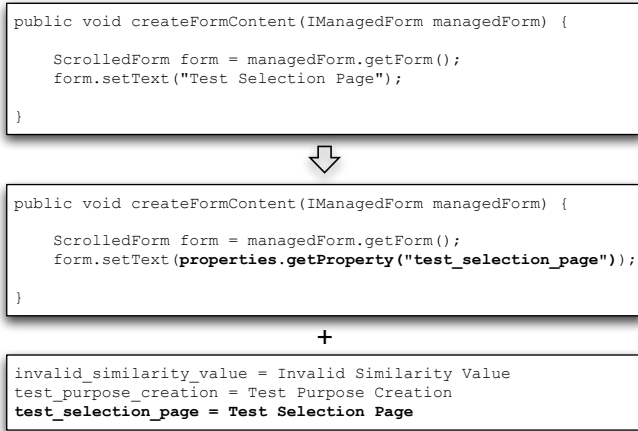 public void createFormContent(IManagedForm managedForm) {
ScrolledForm form = managedForm.getForm();
form.setText("Test Selection Page");
}
public void createFormContent(IManagedForm managedForm) {
ScrolledForm form = managedForm.getForm();
form.setText(properties.getProperty("test_selection_page"));
}
+
invalid_similarity_value = Invalid Similarity Value
test_purpose_creation = Test Purpose Creation
test_selection_page = Test Selection Page